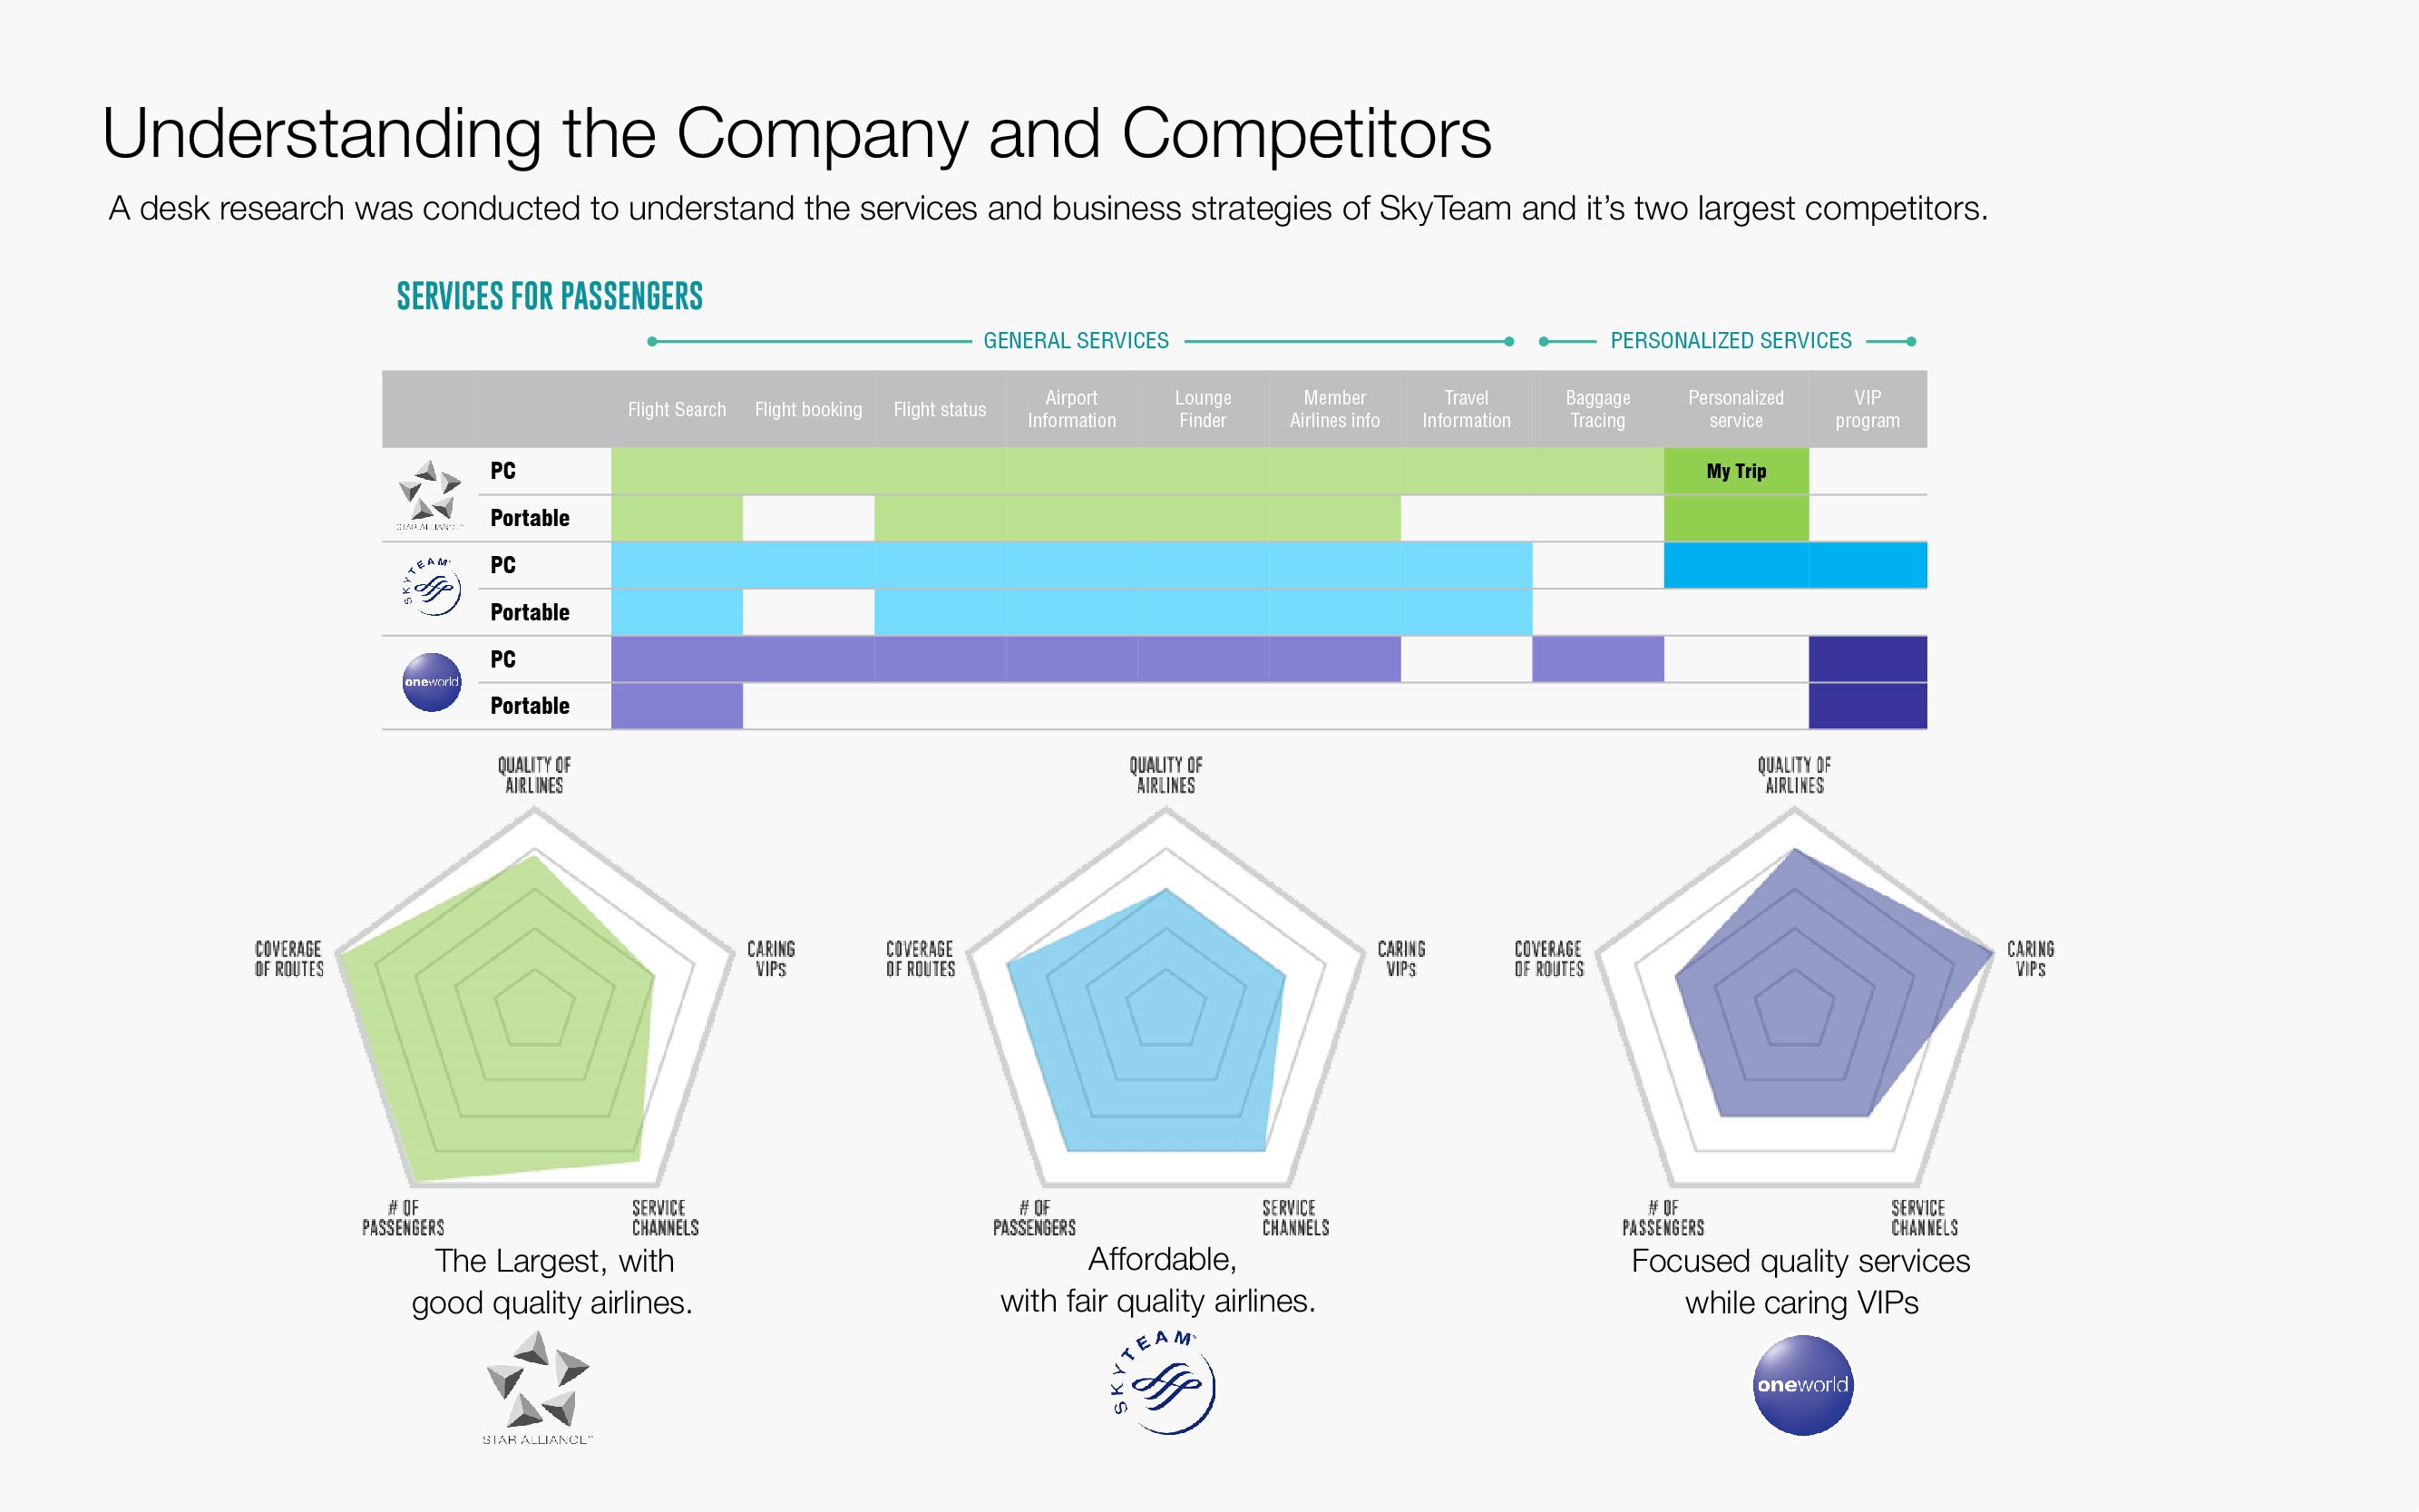 Understanding the Company and Competitors
A desk research was conducted to understand the services and business strategies of SkyTeam and it's two largest competitors.
SERVICES FOR PASSENGERS
GENERAL SERVICES
PERSONALIZED SERVICES
Flight Search
Flight booking
Flight status
Airport
Information
Lounge
Finder
Member
Airlines info
Travel
Information
Baggage
Tracing
Personalized
service
VIP
program
STAR ALLIANCE™
PC
My Trip
Portable
SKYTEAM
PC
Portable
oneworld
PC
Portable
QUALITY OF
AIRLINES
COVERAGE
OF ROUTES
CARING
VIPs
# OF
PASSENGERS
SERVICE
CHANNELS
The Largest, with
good quality airlines.
STAR ALLIANCE™
QUALITY OF
AIRLINES
COVERAGE
OF ROUTES
CARING
VIPs
# OF
PASSENGERS
SERVICE
CHANNELS
Affordable,
with fair quality airlines.
SKYTEAM
QUALITY OF
AIRLINES
COVERAGE
OF ROUTES
CARING
VIPs
# OF
PASSENGERS
SERVICE
CHANNELS
Focused quality services
while caring VIPs
oneworld